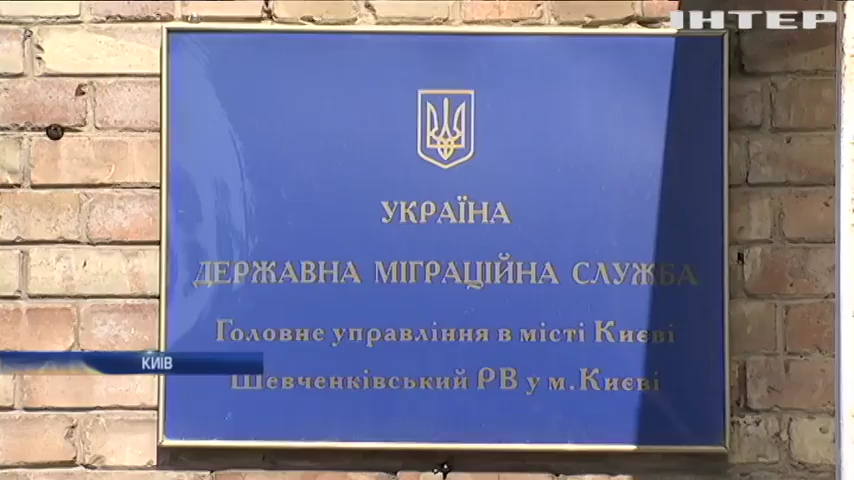 ІНТЕР
УКРАЇНА
ДЕРЖАВНА МІГРАЦІЙНА СЛУЖБА
Головне управління в місті Києві
КИЇВ
Шевченківський РВ у м. Києві